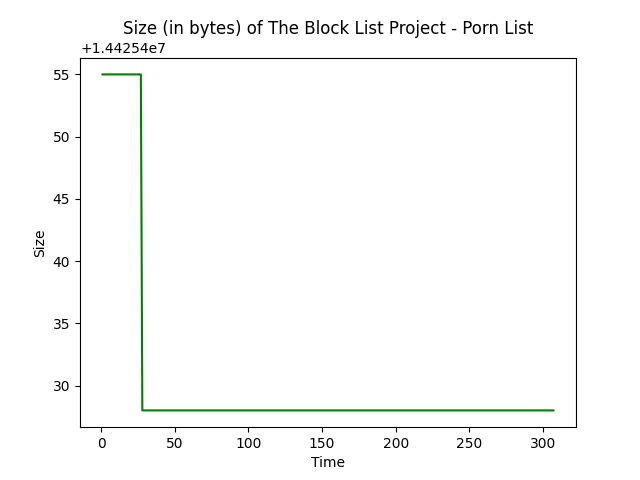 Size (in bytes) of The Block List Project - Porn List
+1.44254e7
55
50
45
40
35
30
Size
0 50 100 150 200 250 300
Time